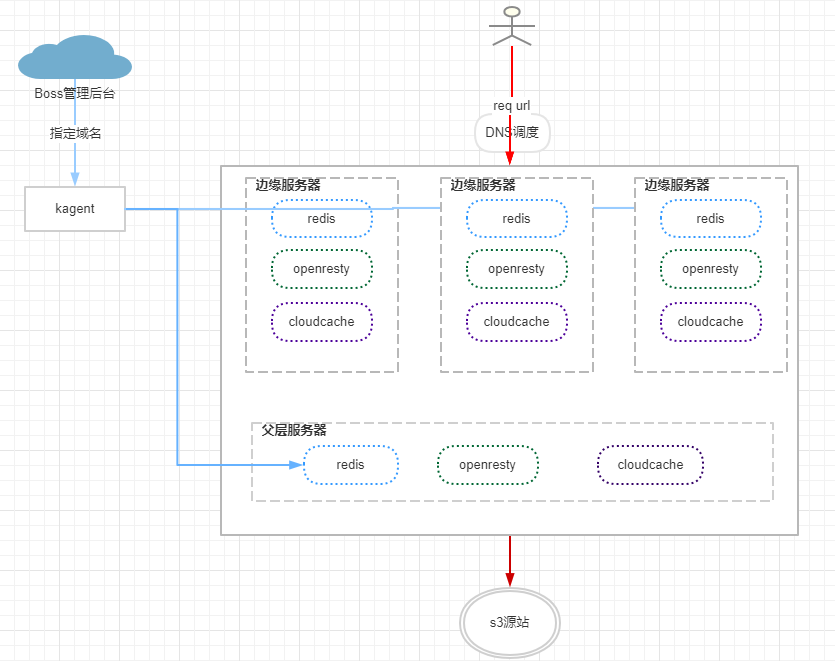 Boss管理后台
指定域名
kagent
req url
DNS调度
边缘服务器
redis
openresty
cloudcache
边缘服务器
redis
openresty
cloudcache
边缘服务器
redis
openresty
cloudcache
父层服务器
redis
openresty
cloudcache
s3源站